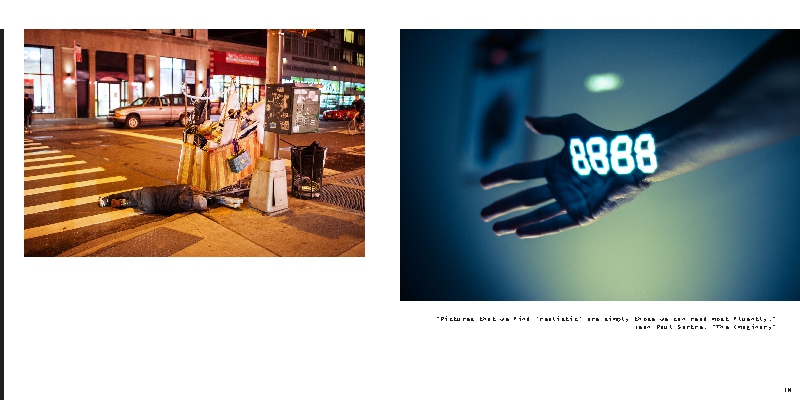 8888
"Pictures that we find 'realistic' are simply those we can read most fluently."
Jean Paul Sartre, "The Imaginary"